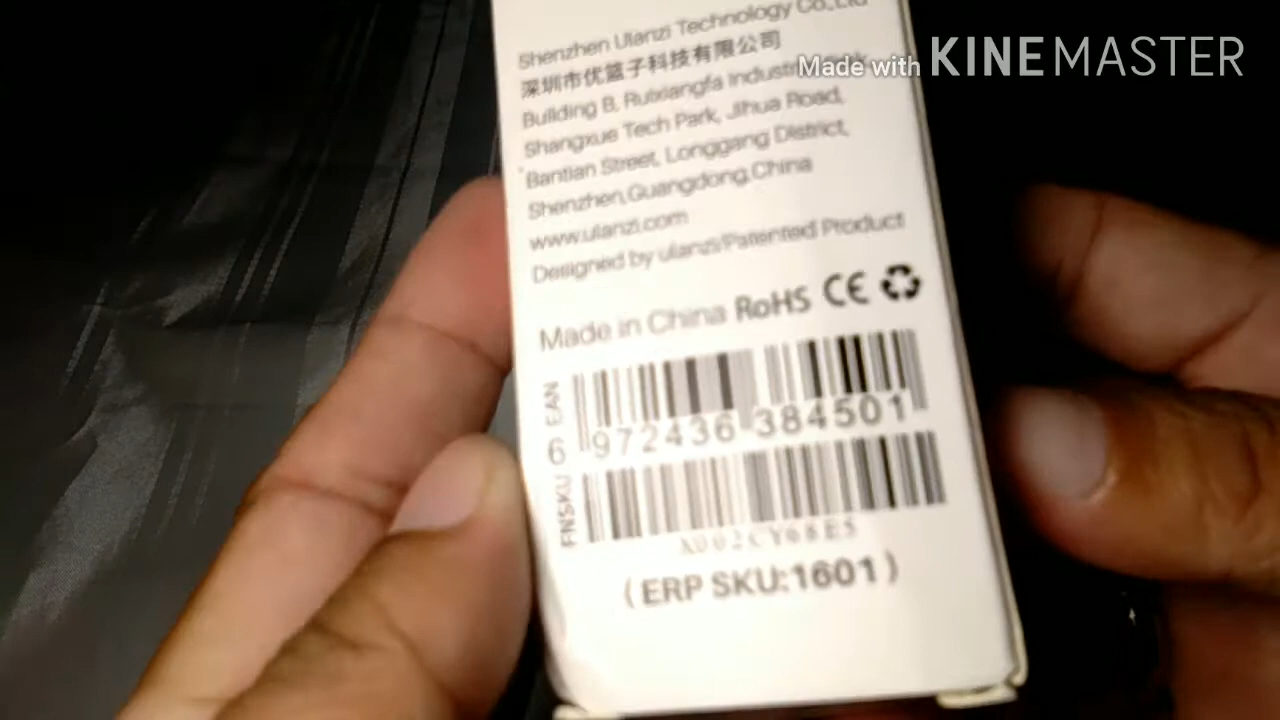 Shenzhen Ulanzi Technology Co.,Ltd
深圳市优篮子科技有限公司
Made with KINEMASTER
Building B, Ruixiangfa Industrial Park,
Shangxue Tech Park, Jihua Road,
Bantian Street, Longgang District,
Shenzhen,Guangdong,China
www.ulanzi.com
Designed by ulanzi/Patented Product
Made in China RoHS CE
EAN
6 972436 384501
FNSKU
(ERP SKU:1601)